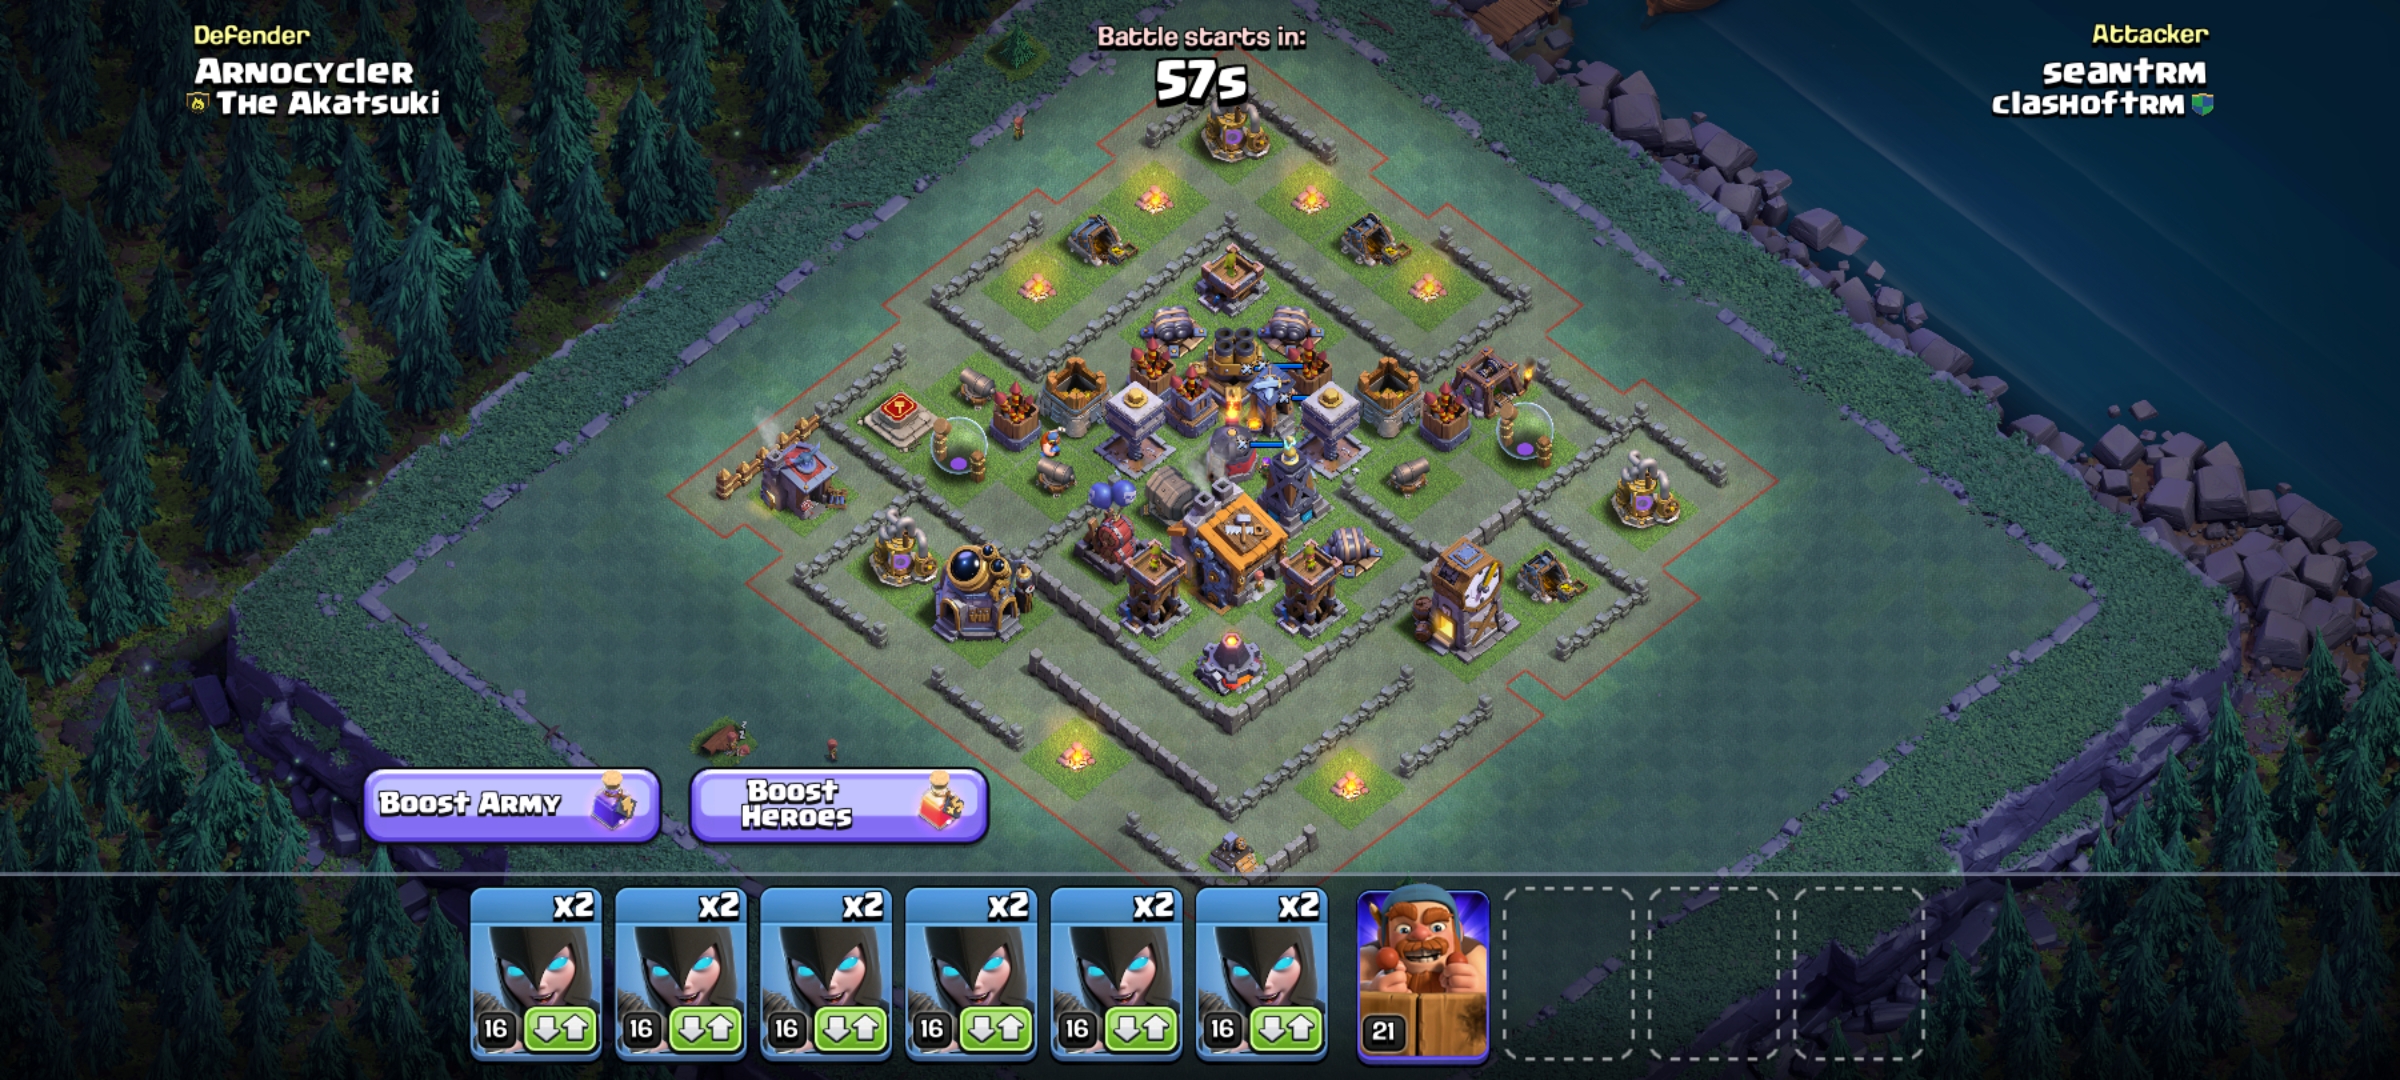 Defender
Arnocycler
The Akatsuki
Battle starts in:
57s
Attacker
seantrm
clashoftrm
Boost Army
Boost
Heroes
x2
x2
x2
x2
x2
x2
16
16
16
16
16
16
21